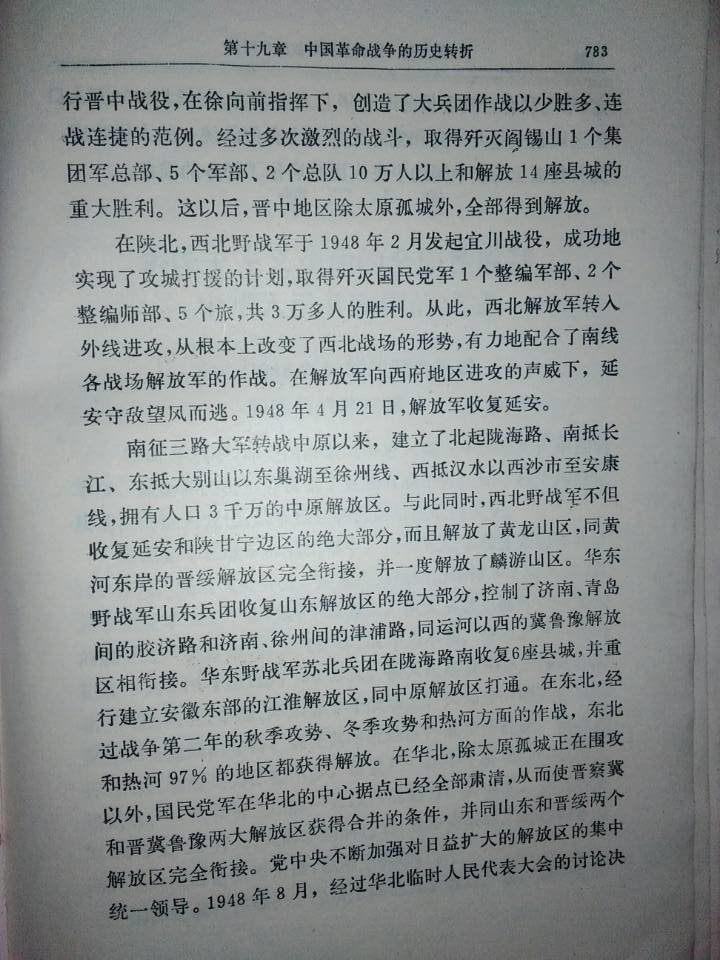 第十九章 中国革命战争的历史转折 783
行晋中战役,在徐向前指挥下,创造了大兵团作战以少胜多、连
战连捷的范例。经过多次激烈的战斗,取得歼灭阎锡山1个集
团军总部、5个军部、2个总队10万人以上和解放14座县城的
重大胜利。这以后,晋中地区除太原孤城外,全部得到解放。
在陕北,西北野战军于1948年2月发起宜川战役,成功地
实现了攻城打援的计划,取得歼灭国民党军1个整编军部、2个
整编师部、5个旅,共3万多人的胜利。从此,西北解放军转入
外线进攻,从根本上改变了西北战场的形势,有力地配合了南线
各战场解放军的作战。在解放军向西府地区进攻的声威下,延
安守敌望风而逃。1948年4月21日,解放军收复延安。
南征三路大军转战中原以来,建立了北起陇海路、南抵长
江、东抵大别山以东巢湖至徐州线、西抵汉水以西沙市至安康
线,拥有人口3千万的中原解放区。与此同时,西北野战军不但
收复延安和陕甘宁边区的绝大部分,而且解放了黄龙山区,同黄
河东岸的晋绥解放区完全衔接,并一度解放了麟游山区。华东
野战军山东兵团收复山东解放区的绝大部分,控制了济南、青岛
间的胶济路和济南、徐州间的津浦路,同运河以西的冀鲁豫解放
区相衔接。华东野战军苏北兵团在陇海路南收复6座县城,并重
行建立安徽东部的江淮解放区,同中原解放区打通。在东北,经
过战争第二年的秋季攻势、冬季攻势和热河方面的作战,东北
和热河97%的地区都获得解放。在华北,除太原孤城正在围攻
以外,国民党军在华北的中心据点已经全部肃清,从而使晋察冀
和晋冀鲁豫两大解放区获得合并的条件,并同山东和晋绥两个
解放区完全衔接。党中央不断加强对日益扩大的解放区的集中
统一领导。1948年8月,经过华北临时人民代表大会的讨论决